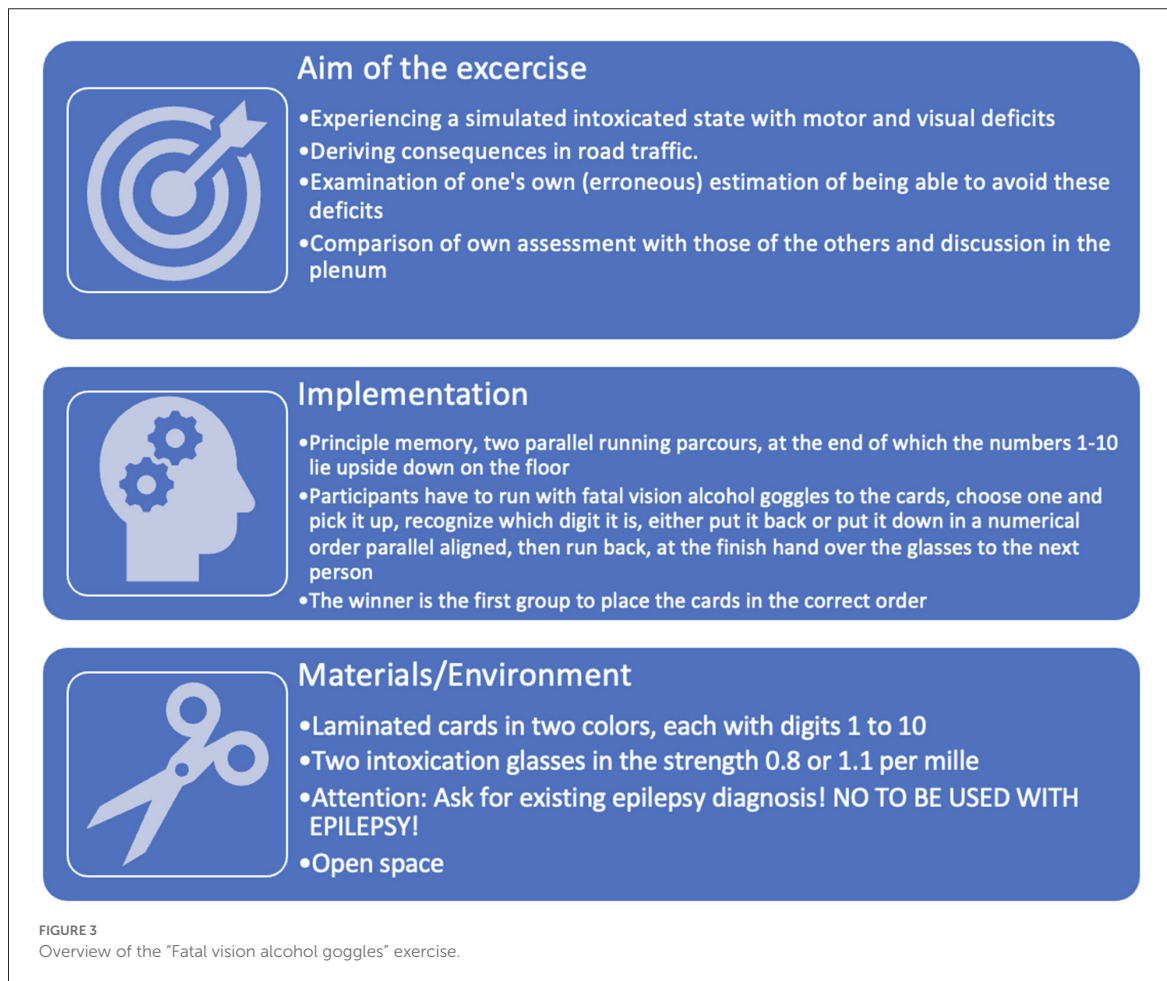 Aim of the excercise
•Experiencing a simulated intoxicated state with motor and visual deficits
•Deriving consequences in road traffic.
•Examination of one's own (erroneous) estimation of being able to avoid these
deficits
•Comparison of own assessment with those of the others and discussion in the
plenum
Implementation
•Principle memory, two parallel running parcours, at the end of which the numbers 1-10
lie upside down on the floor
•Participants have to run with fatal vision alcohol goggles to the cards, choose one and
pick it up, recognize which digit it is, either put it back or put it down in a numerical
order parallel aligned, then run back, at the finish hand over the glasses to the next
person
•The winner is the first group to place the cards in the correct order
Materials/Environment
•Laminated cards in two colors, each with digits 1 to 10
•Two intoxication glasses in the strength 0.8 or 1.1 per mille
•Attention: Ask for existing epilepsy diagnosis! NO TO BE USED WITH
EPILEPSY!
•Open space
FIGURE 3
Overview of the “Fatal vision alcohol goggles” exercise.